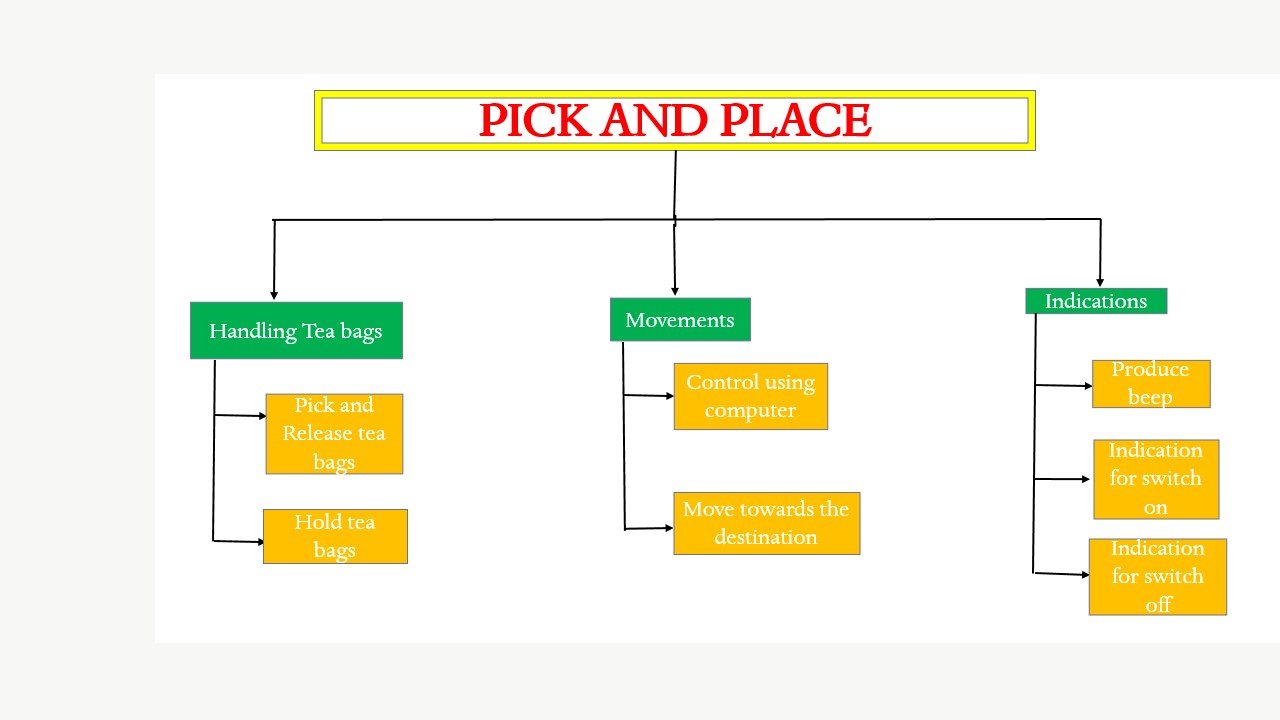 PICK AND PLACE
Handling Tea bags
Pick and
Release tea
bags
Hold tea
bags
Movements
Control using
computer
Move towards the
destination
Indications
Produce
beep
Indication
for switch
on
Indication
for switch
off